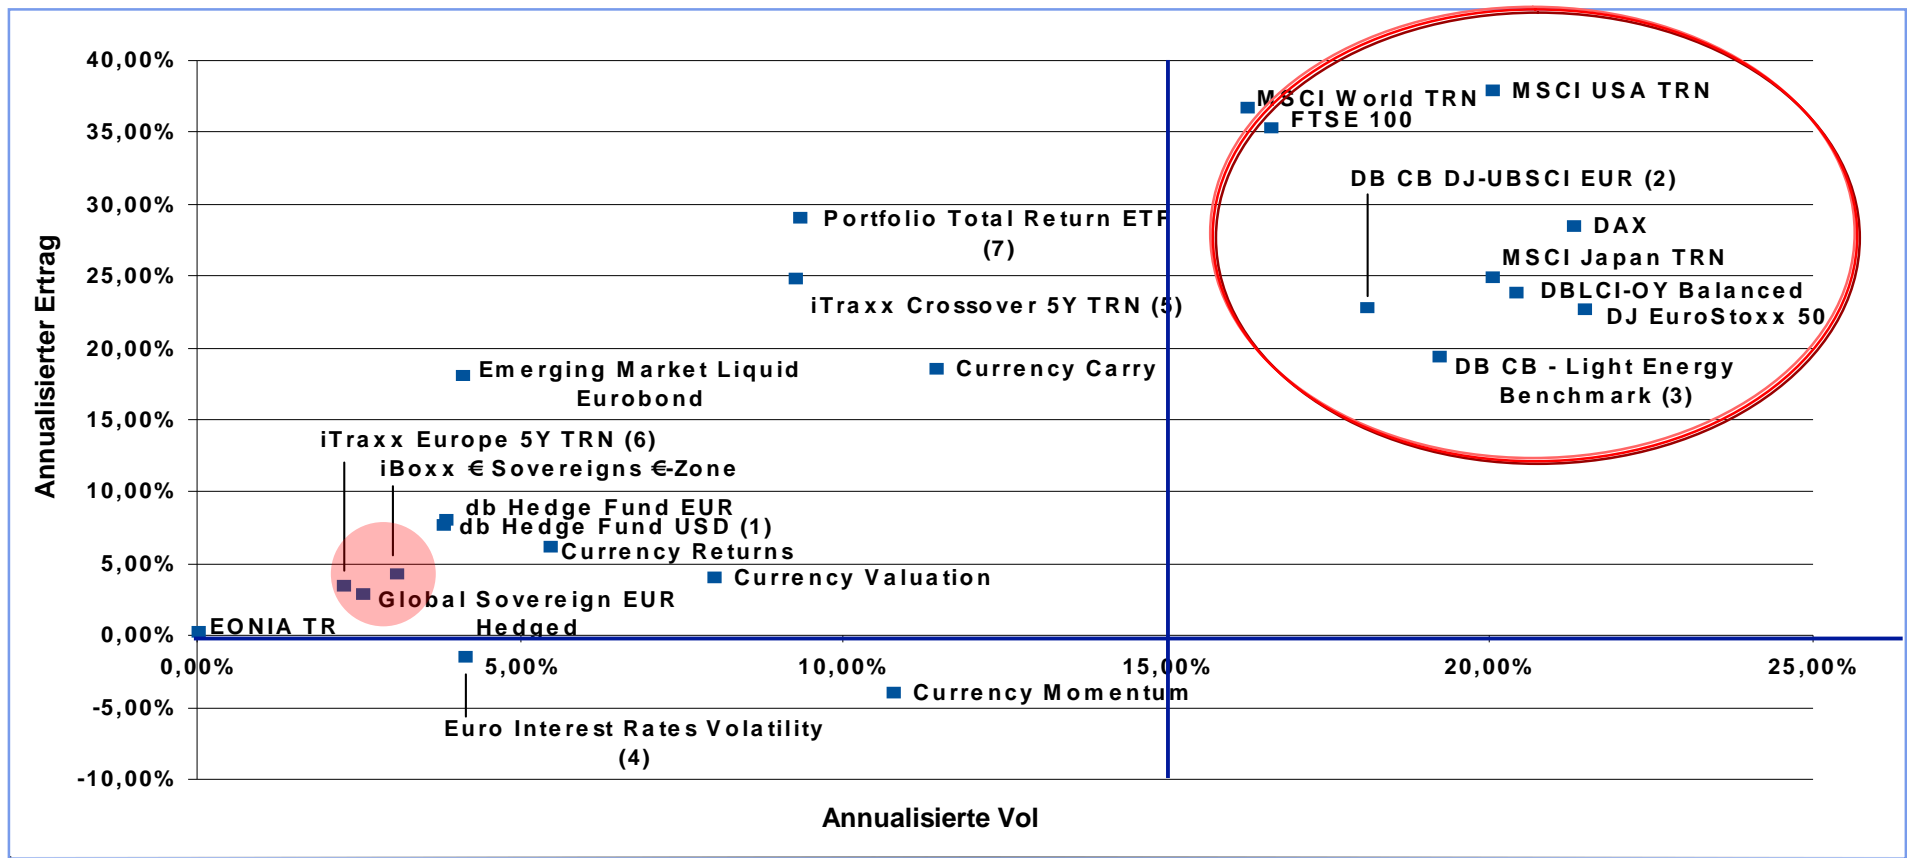 40,00%
MSCI USA TRN
MSCI World TRN
FTSE 100
35,00%
DB CB DJ-UBSCI EUR (2)
30,00%
Portfolio Total Return ETF
(7)
DAX
MSCI Japan TRN
25,00%
iTraxx Crossover 5Y TRN (5)
DBLCI-OY Balanced
DJ EuroStoxx 50
20,00%
Emerging Market Liquid
Eurobond
Currency Carry
DB CB - Light Energy
Benchmark (3)
15,00%
iTraxx Europe 5Y TRN (6)
iBoxx € Sovereigns €-Zone
10,00%
db Hedge Fund EUR
db Hedge Fund USD (1)
Currency Returns
5,00%
Currency Valuation
Global Sovereign EUR
Hedged
EONIA TR
0,00%
0,00%
5,00%
10,00%
15,00%
20,00%
25,00%
Currency Momentum
-5,00%
Euro Interest Rates Volatility
(4)
-10,00%
Annualisierter Ertrag
Annualisierte Vol